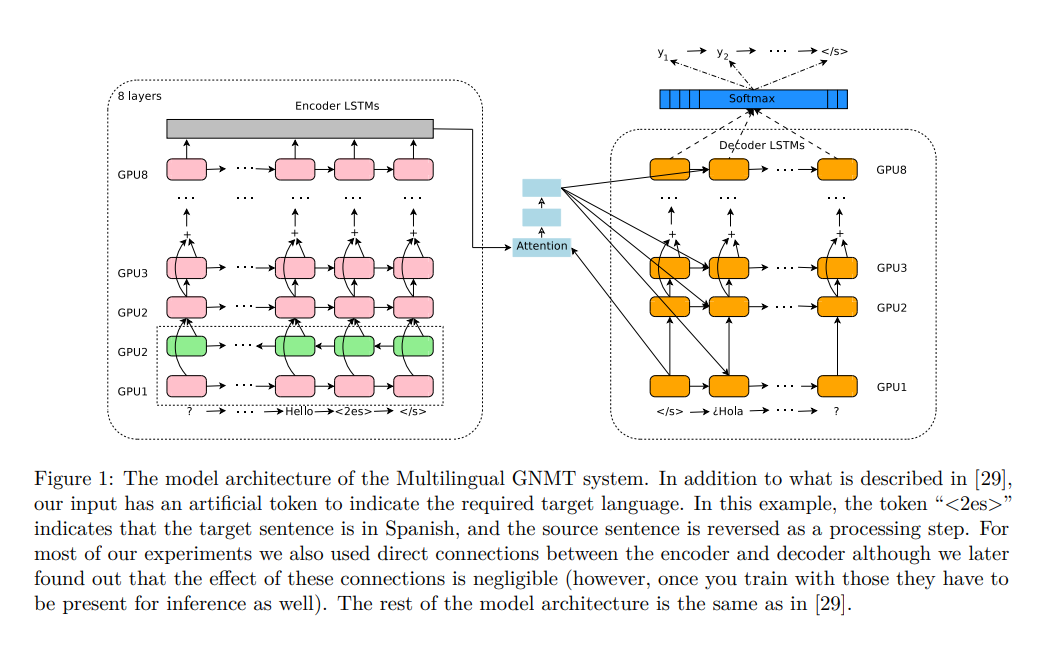 y1 y2 ... </s>
8 layers
Encoder LSTMs
Softmax
Decoder LSTMs
GPU8
GPU8
... ... ... ... ...
... ... ...
+ + + +
+ + +
Attention
GPU3
...
...
GPU3
GPU2
...
...
GPU2
GPU2
...
GPU1
...
...
GPU1
? ... Hello <2es> </s>
</s> ¿Hola ... ?
Figure 1: The model architecture of the Multilingual GNMT system. In addition to what is described in [29],
our input has an artificial token to indicate the required target language. In this example, the token “<2es>”
indicates that the target sentence is in Spanish, and the source sentence is reversed as a processing step. For
most of our experiments we also used direct connections between the encoder and decoder although we later
found out that the effect of these connections is negligible (however, once you train with those they have to
be present for inference as well). The rest of the model architecture is the same as in [29].